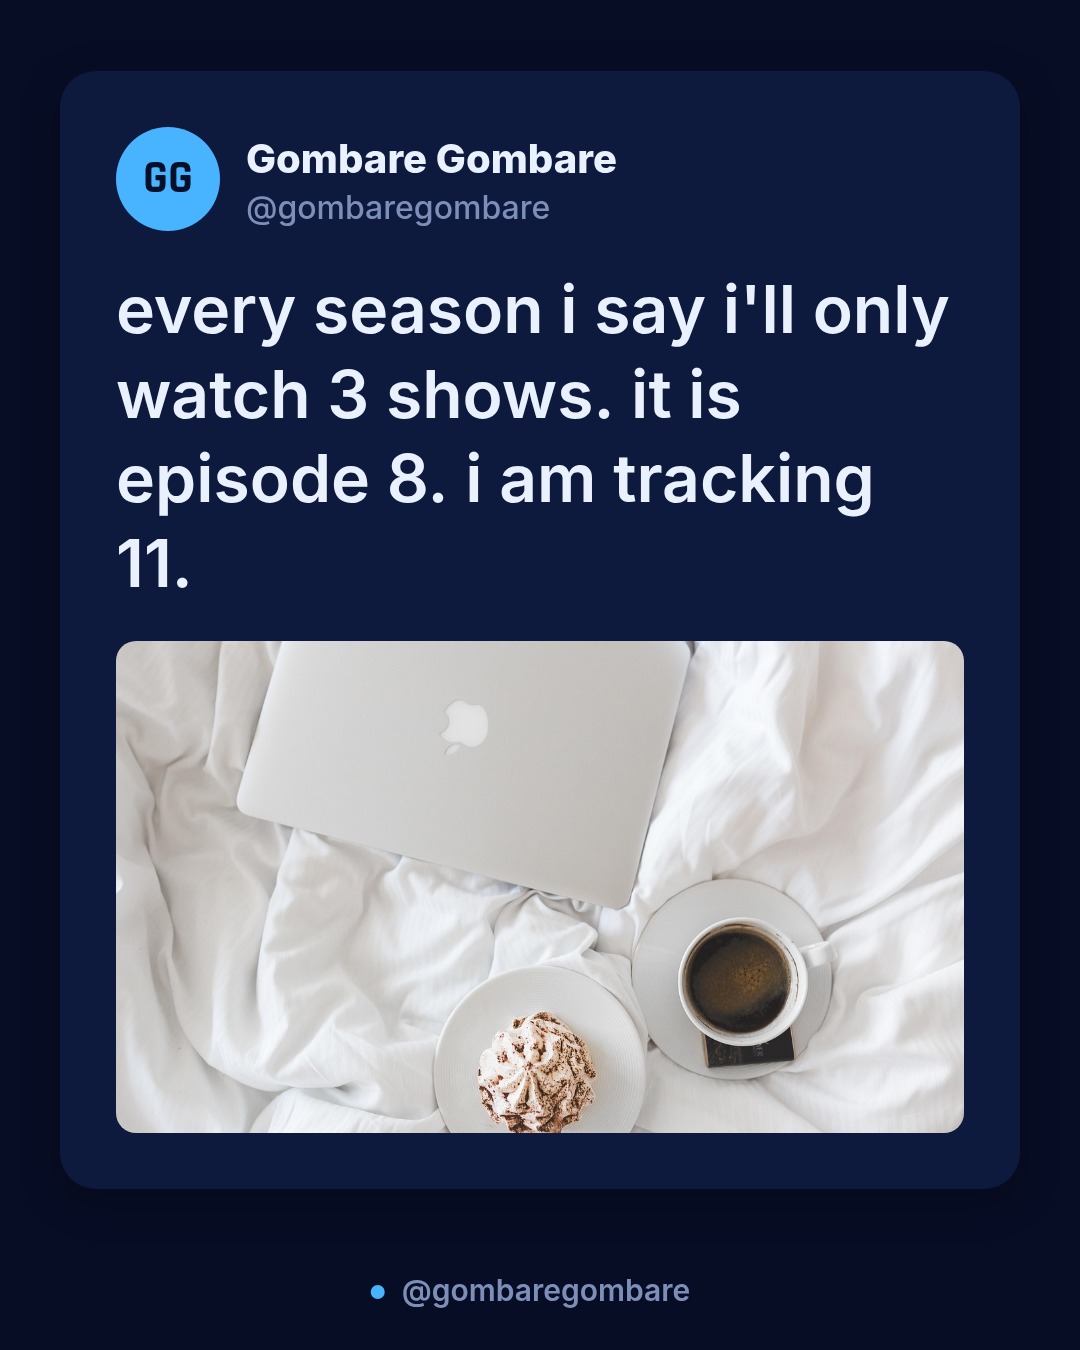 GG
Gombare Gombare
@gombaregombare
every season i say i'll only
watch 3 shows. it is
episode 8. i am tracking
11.
@gombaregombare